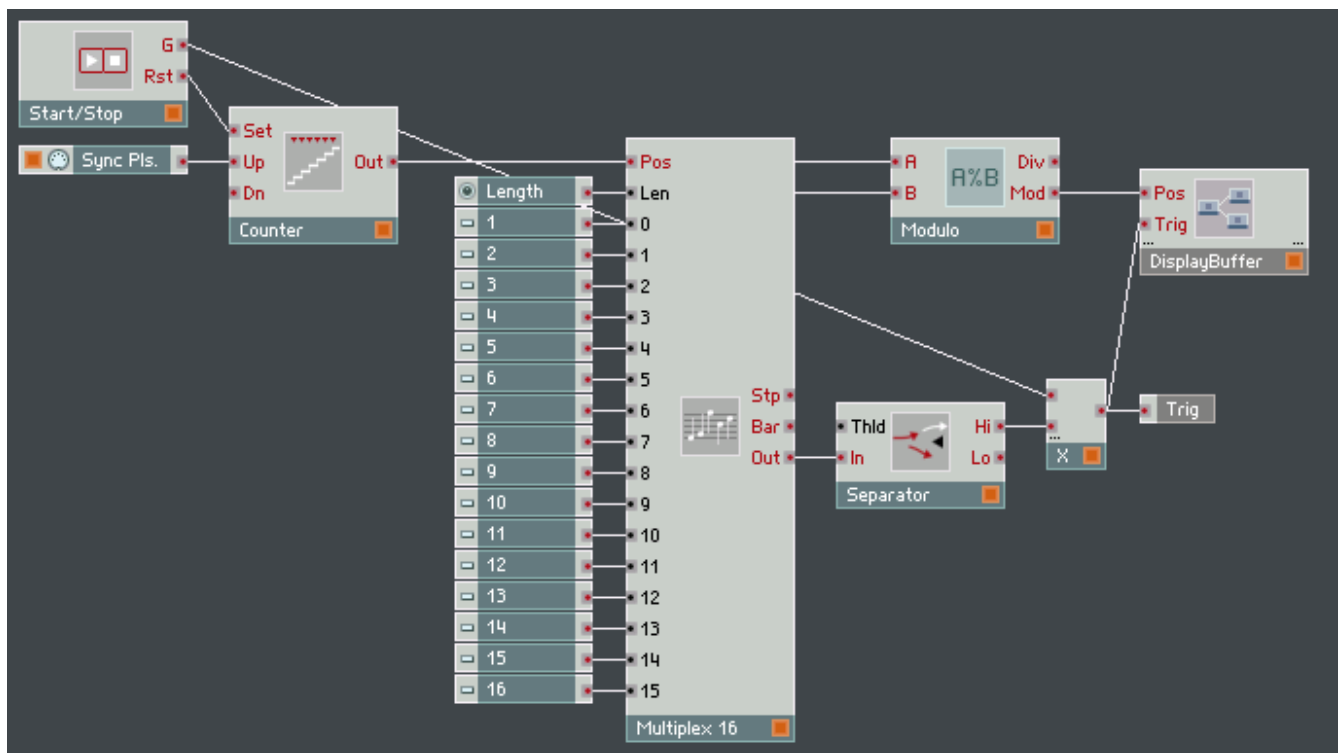 G
Rst
Start/Stop
Sync Pls.
Set
Up
Dn
Out
Counter
Length
1
2
3
4
5
6
7
8
9
10
11
12
13
14
15
16
Pos
Len
0
1
2
3
4
5
6
7
8
9
10
11
12
13
14
15
Stp
Bar
Out
Multiplex 16
A
B
A%B
Div
Mod
Modulo
Thld
In
Hi
Lo
Separator
...
X
Pos
Trig
... ...
DisplayBuffer
Trig